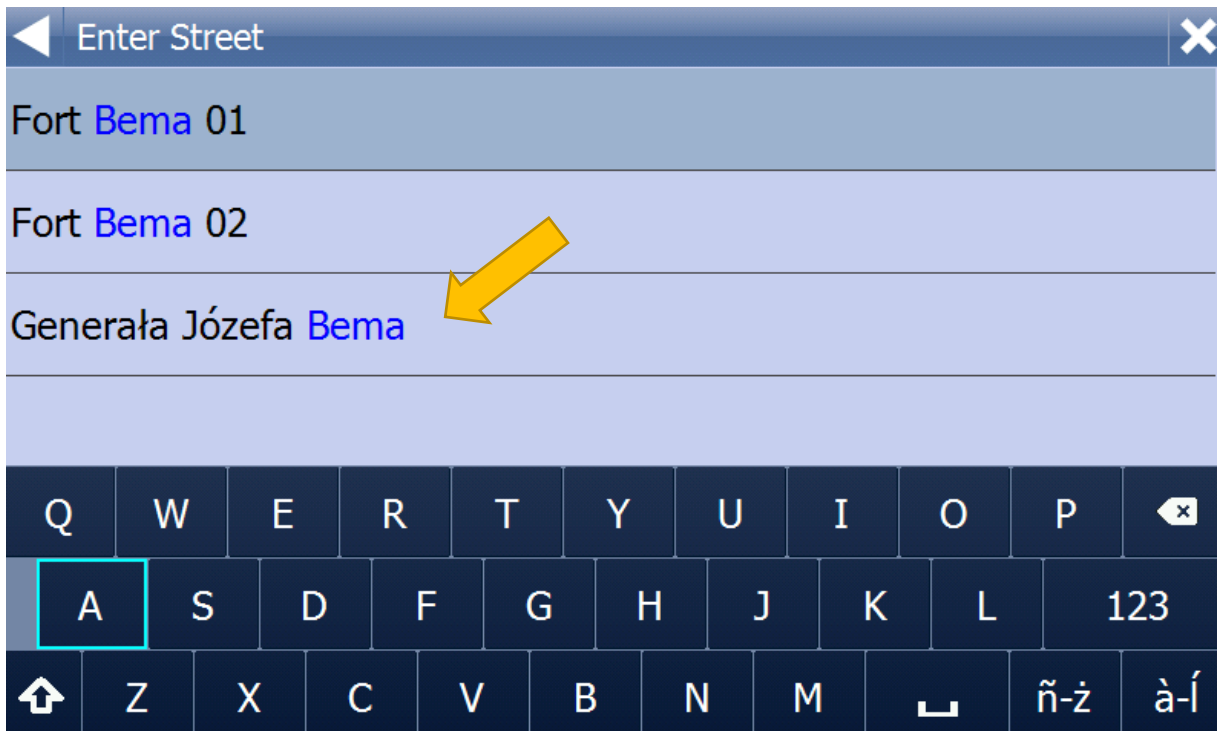 Enter Street
Fort Bema 01
Fort Bema 02
Generała Józefa Bema
Q W E R T Y U I O P
A S D F G H J K L 123
Z X C V B N M ñ-ż à-Í